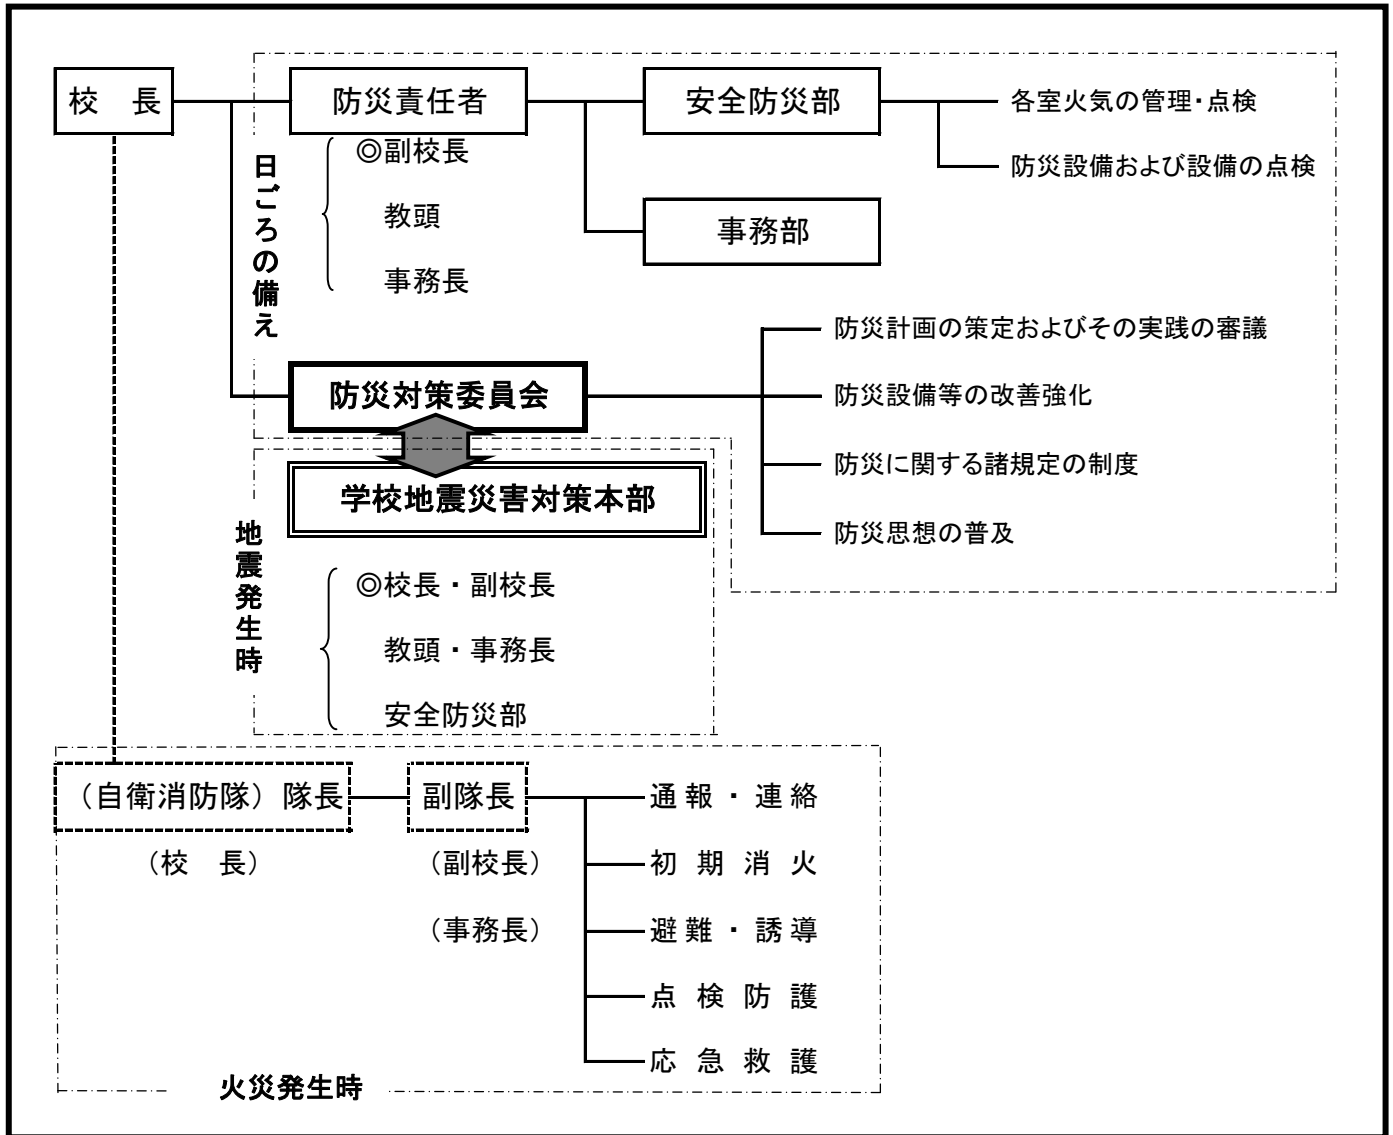 校　長
防災責任者
安全防災部
各室火気の管理・点検
◎副校長
防災設備および設備の点検
教頭
事務部
事務長
日ごろの備え
防災計画の策定およびその実践の審議
防災対策委員会
防災設備等の改善強化
防災に関する諸規定の制度
防災思想の普及
学校地震災害対策本部
地震発生時
◎校長・副校長
教頭・事務長
安全防災部
（自衛消防隊）隊長
副隊長
通報・連絡
（校　長）
（副校長）
初期消火
（事務長）
避難・誘導
点検防護
応急救護
火災発生時